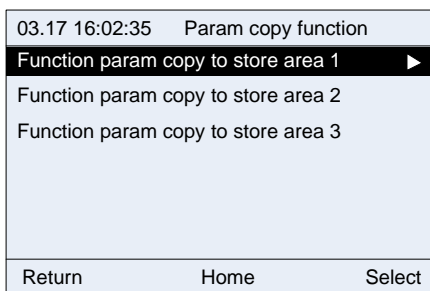 03.17 16:02:35 Param copy function
Function param copy to store area 1
Function param copy to store area 2
Function param copy to store area 3
Return Home Select